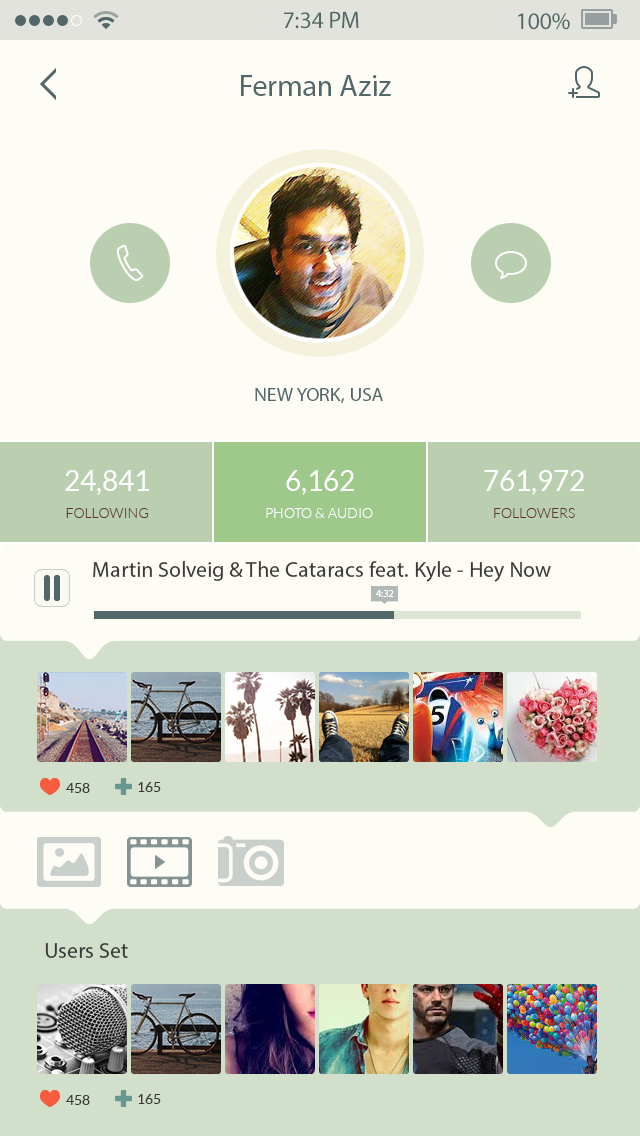 7:34 PM
100%
Ferman Aziz
NEW YORK, USA
24,841
FOLLOWING
6,162
PHOTO & AUDIO
761,972
FOLLOWERS
Martin Solveig & The Cataracs feat. Kyle - Hey Now
4:32
5
458
165
Users Set
458
165